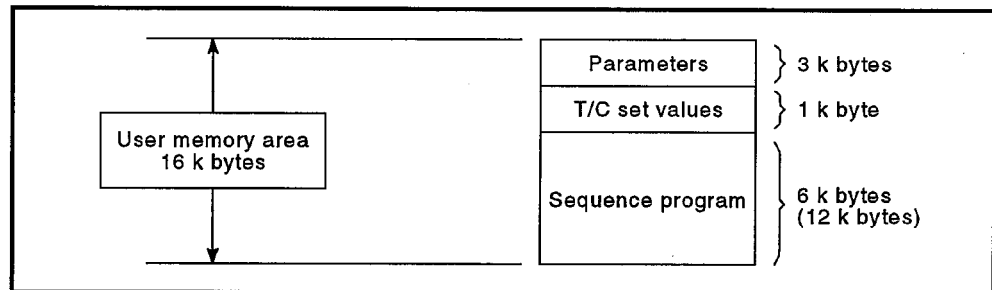 Parameters
3 k bytes
T/C set values
1 k byte
User memory area
16 k bytes
Sequence program
6 k bytes
(12 k bytes)